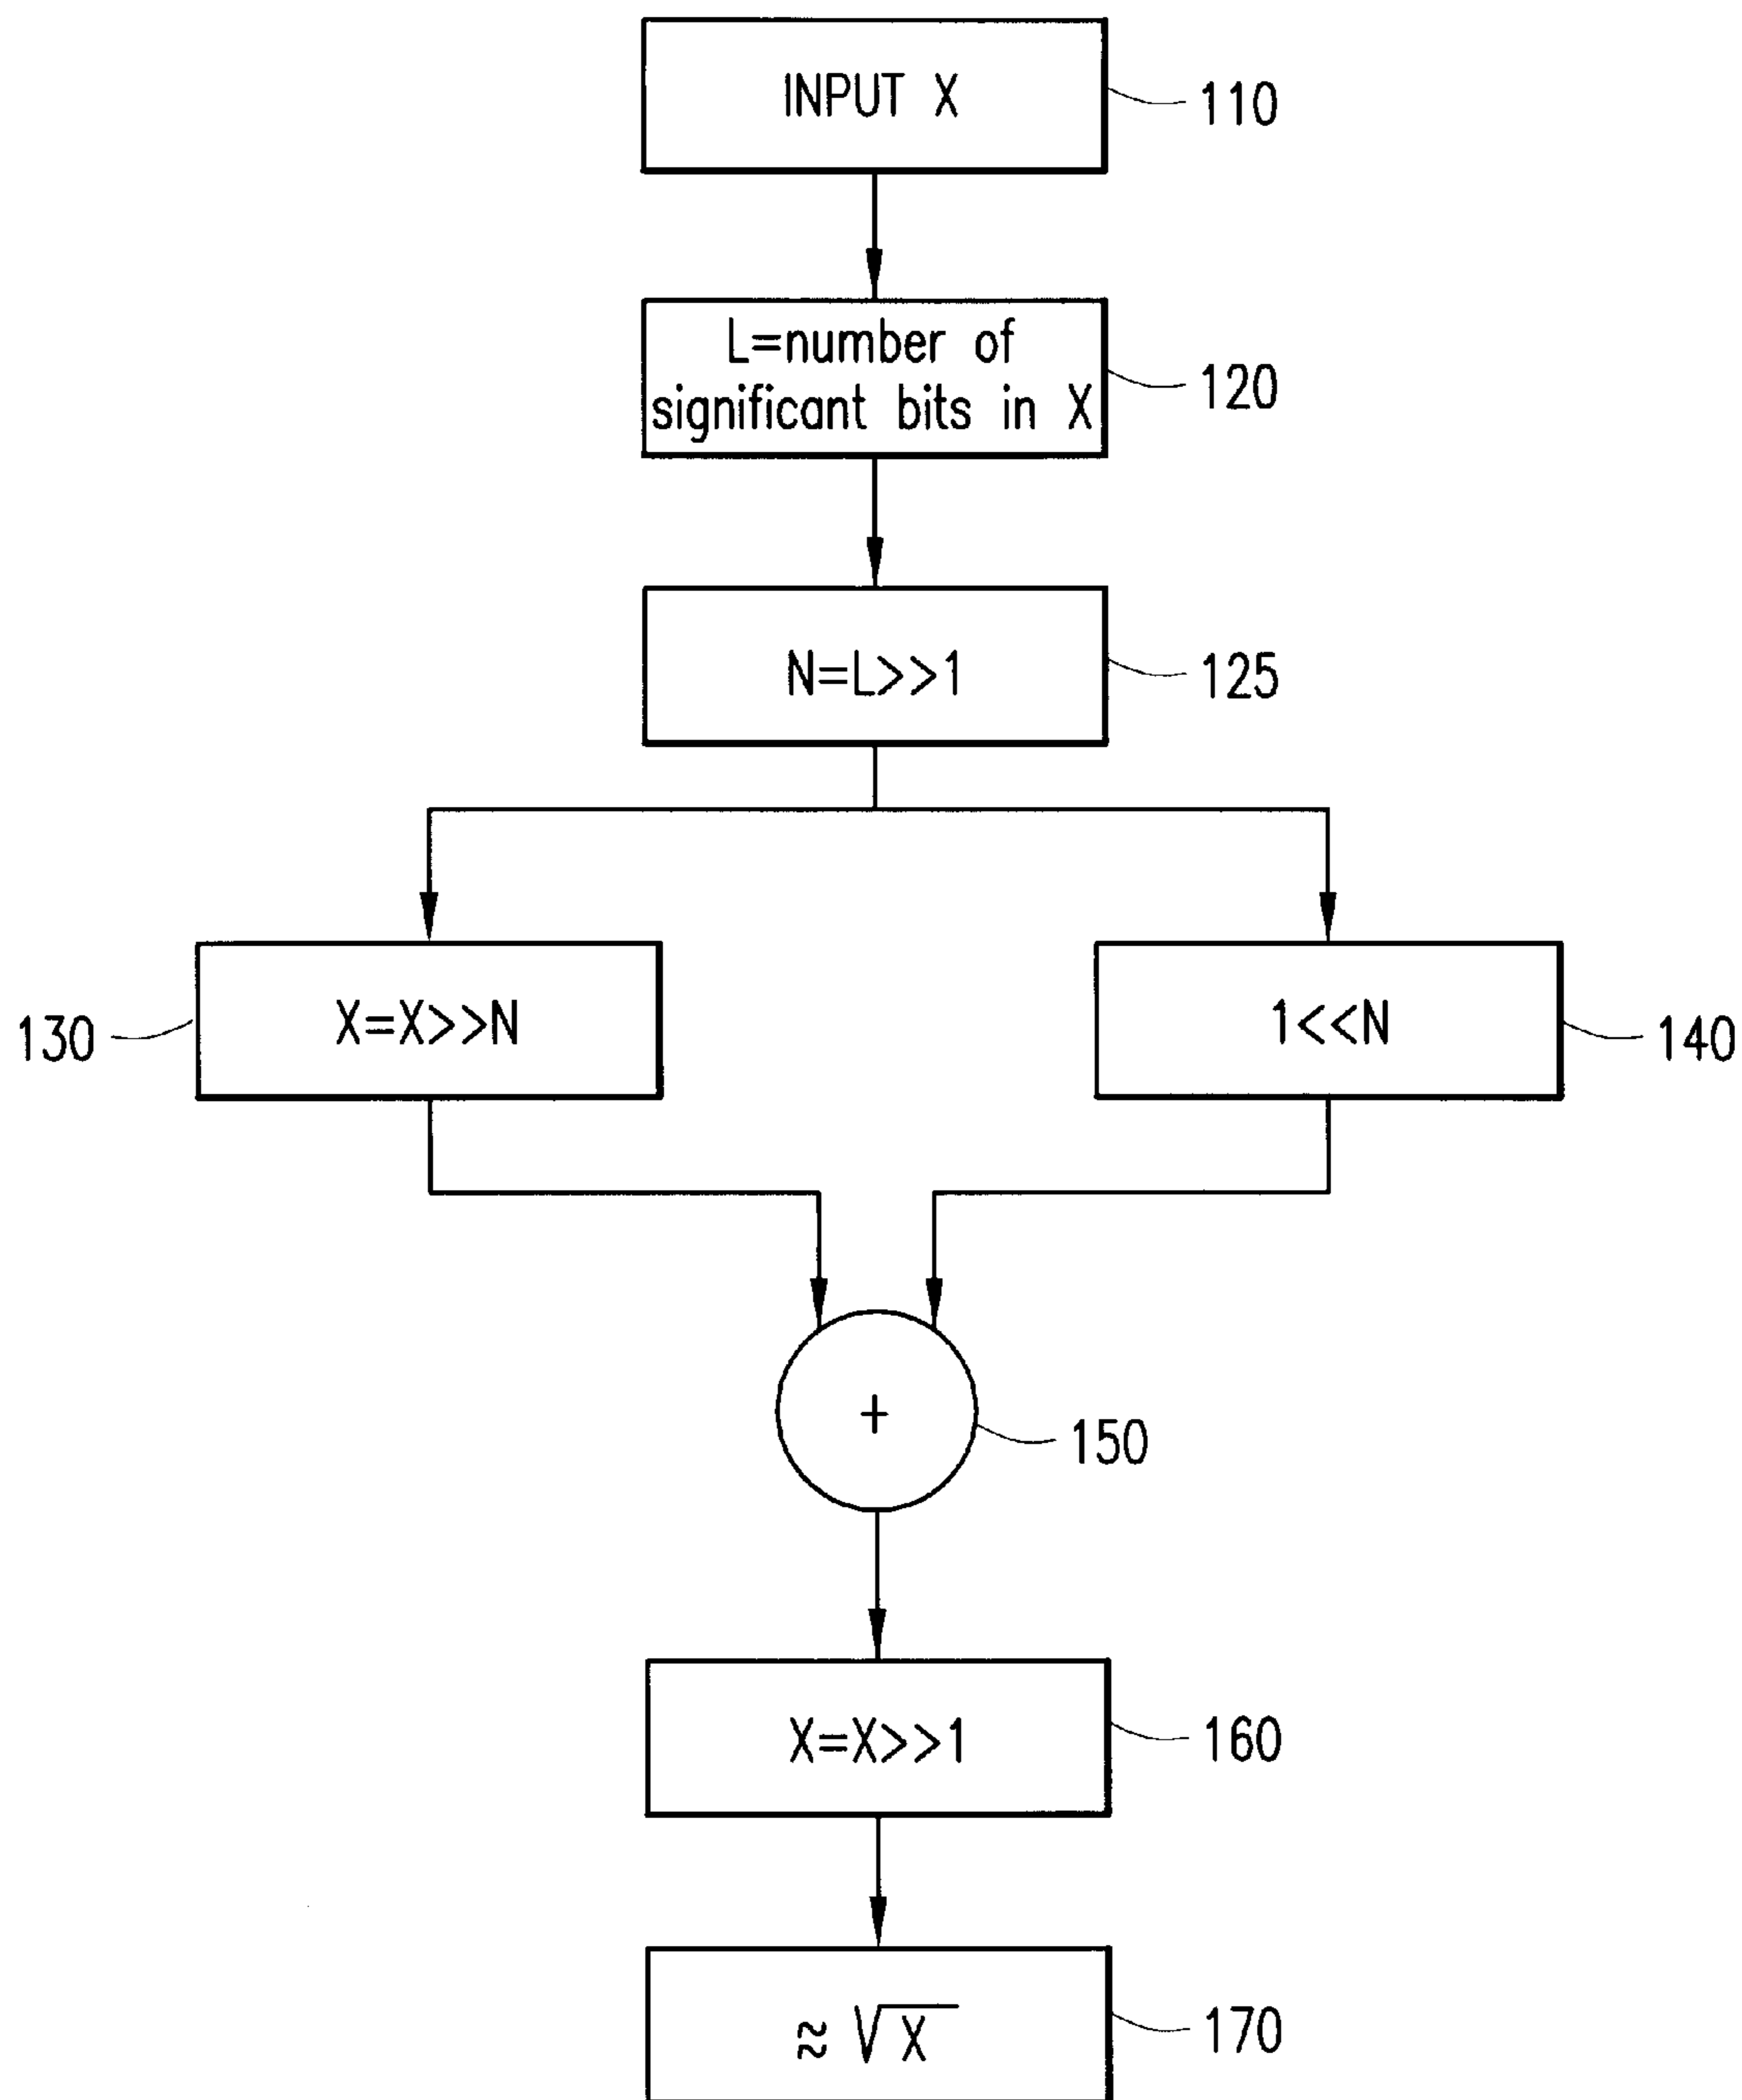 INPUT X
110
L=number of
significant bits in X
120
N=L>>1
125
130
X=X>>N
1<<N
140
+
150
X=X>>1
160
≈ √X
170